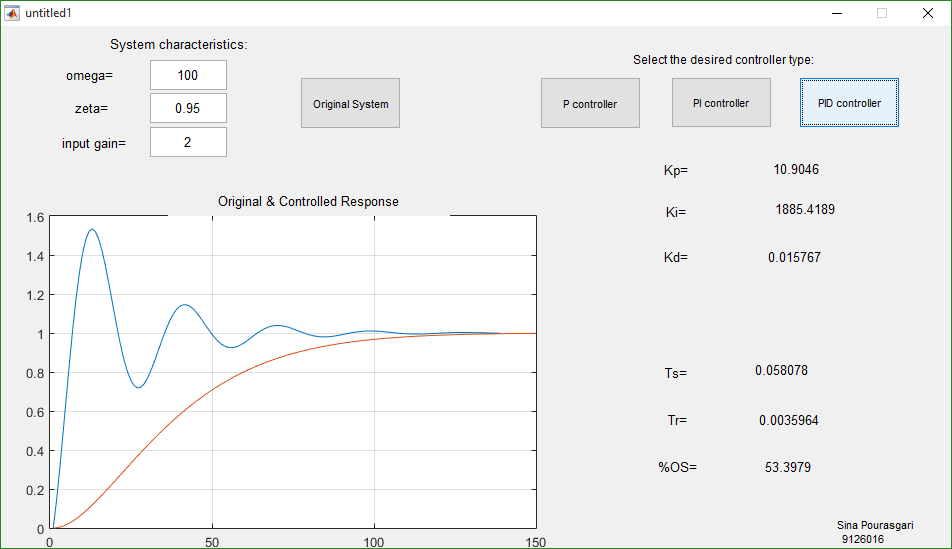 untitled1
System characteristics:
omega= 100
zeta= 0.95
input gain= 2
Original System
Select the desired controller type:
P controller PI controller PID controller
Kp= 10.9046
Ki= 1885.4189
Kd= 0.015767
Original & Controlled Response
1.6
1.4
1.2
1
0.8
0.6
0.4
0.2
0
0 50 100 150
Ts= 0.058078
Tr= 0.0035964
%OS= 53.3979
Sina Pourasgari
9126016